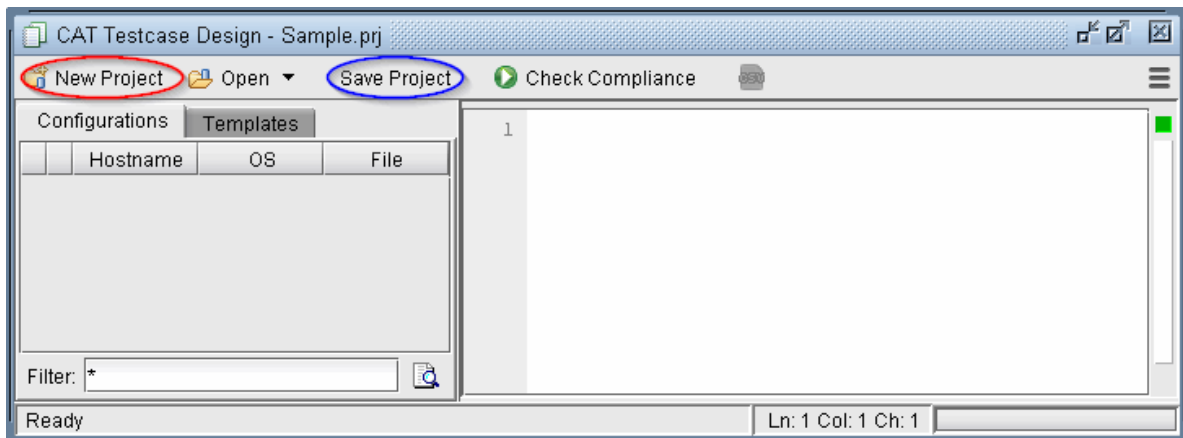 CAT Testcase Design - Sample.prj
New Project Open Save Project Check Compliance CSV
Configurations Templates
Hostname OS File
1
Filter: *
Ready Ln: 1 Col: 1 Ch: 1